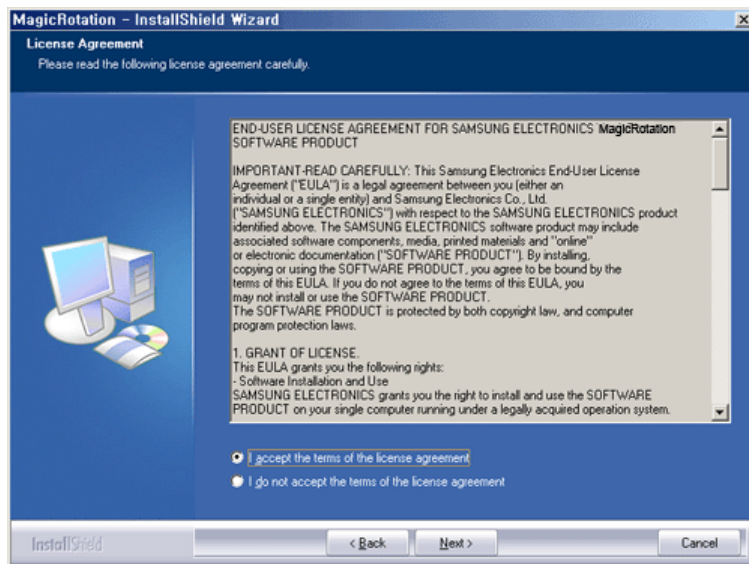 MagicRotation - InstallShield Wizard
License Agreement
Please read the following license agreement carefully.
END-USER LICENSE AGREEMENT FOR SAMSUNG ELECTRONICS MagicRotation
SOFTWARE PRODUCT
IMPORTANT-READ CAREFULLY: This Samsung Electronics End-User License
Agreement ("EULA") is a legal agreement between you (either an
individual or a single entity) and Samsung Electronics Co., Ltd.
("SAMSUNG ELECTRONICS") with respect to the SAMSUNG ELECTRONICS product
identified above. The SAMSUNG ELECTRONICS software product may include
associated software components, media, printed materials and "online"
or electronic documentation ("SOFTWARE PRODUCT"). By installing,
copying or using the SOFTWARE PRODUCT, you agree to be bound by the
terms of this EULA. If you do not agree to the terms of this EULA, you
may not install or use the SOFTWARE PRODUCT.
The SOFTWARE PRODUCT is protected by both copyright law, and computer
program protection laws.
1. GRANT OF LICENSE.
This EULA grants you the following rights:
- Software Installation and Use
SAMSUNG ELECTRONICS grants you the right to install and use the SOFTWARE
PRODUCT on your single computer running under a legally acquired operation system.
I accept the terms of the license agreement
I do not accept the terms of the license agreement
InstallShield
< Back
Next >
Cancel